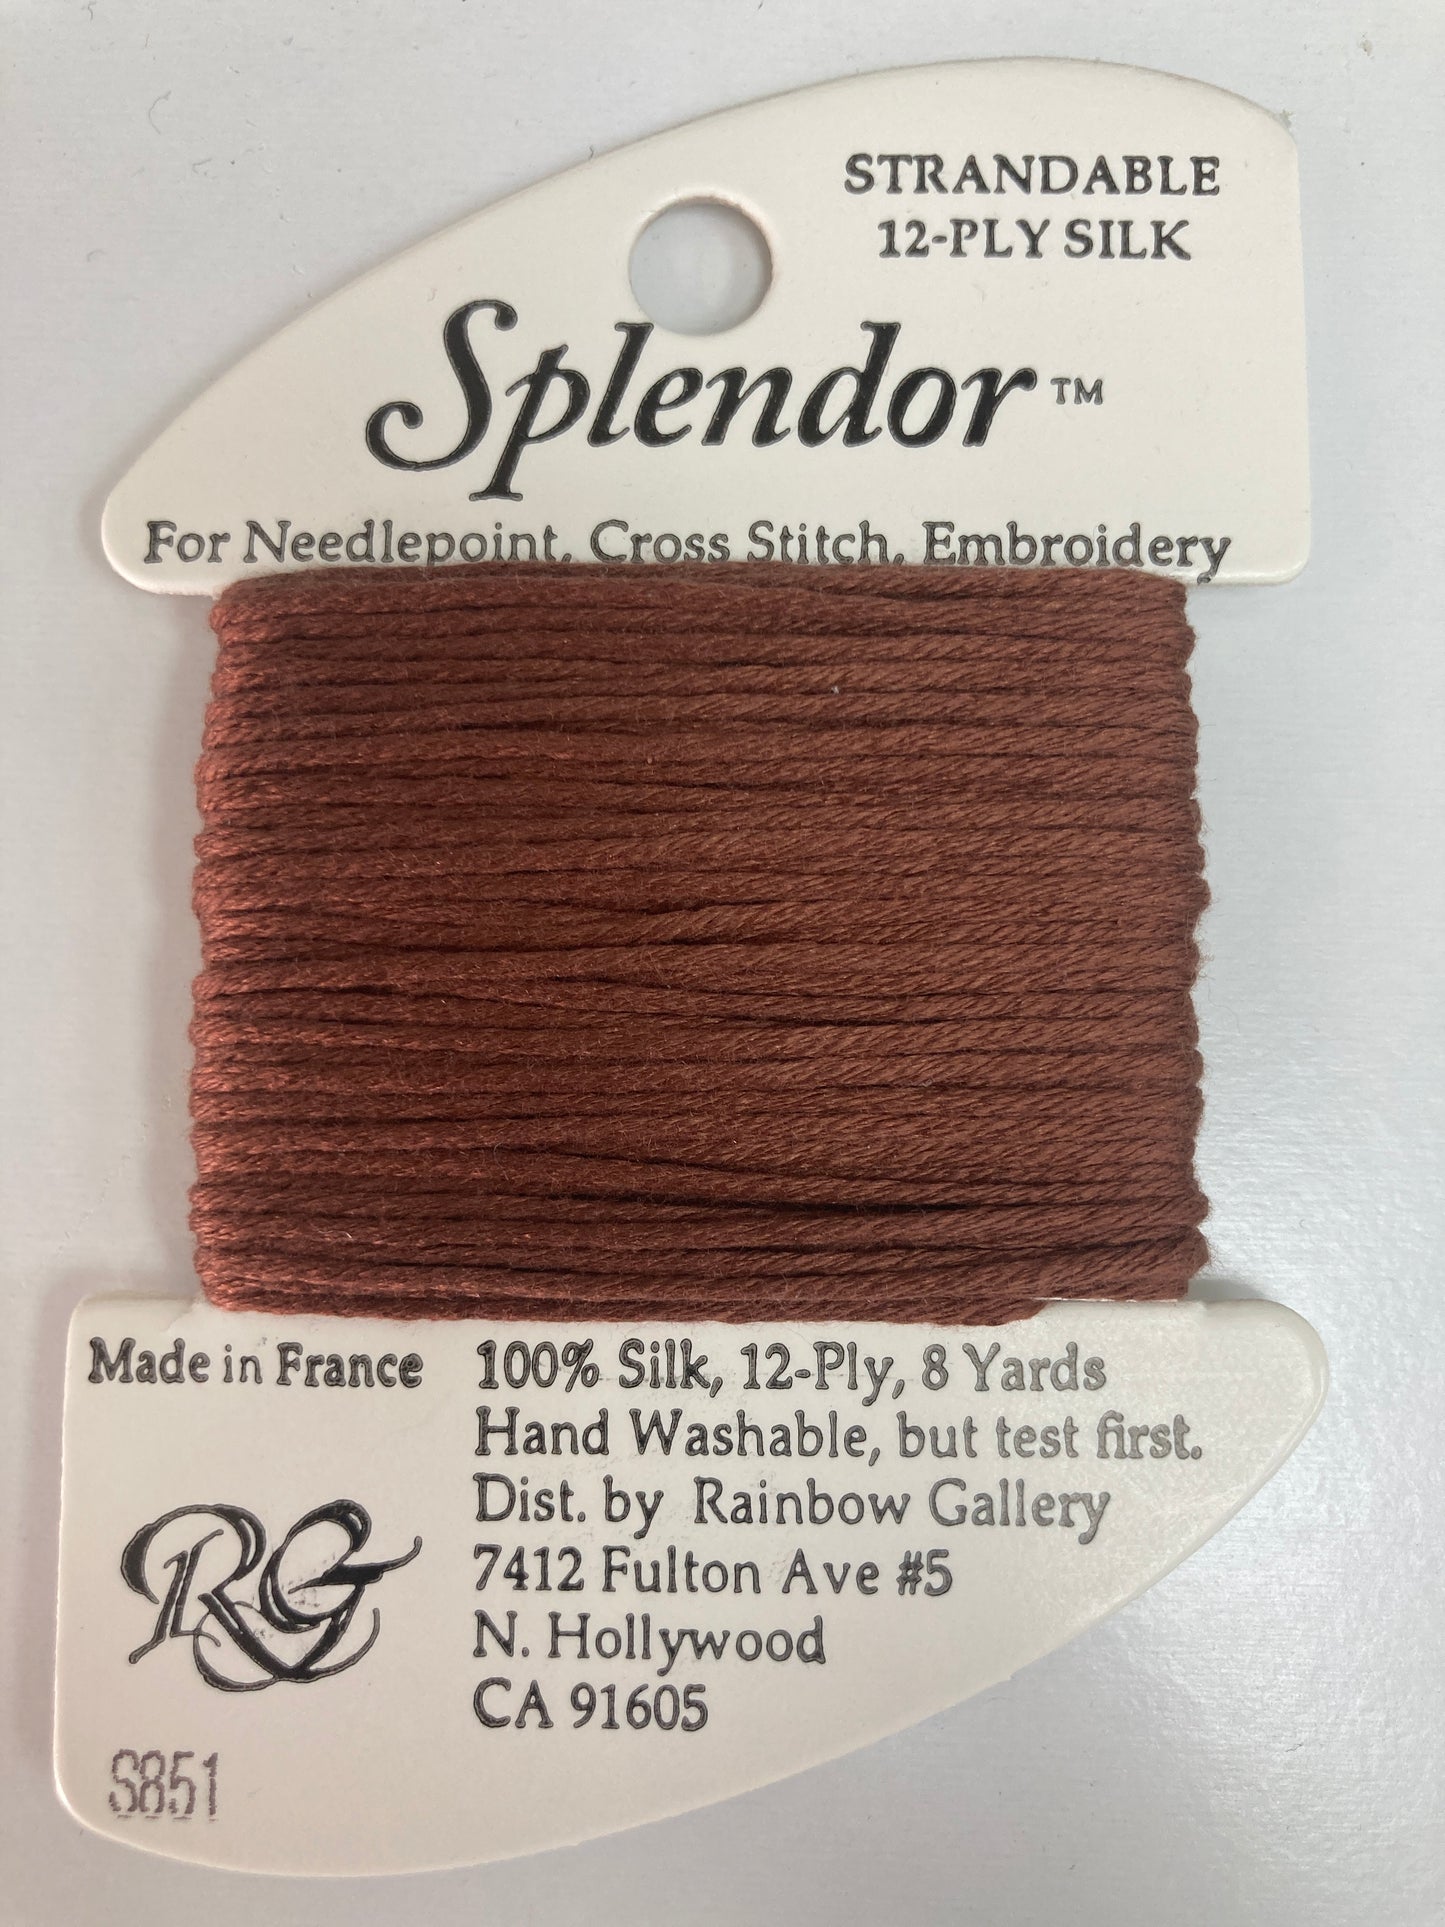 STRANDABLE
12-PLY SILK
Splendor™
For Needlepoint, Cross Stitch, Embroidery
Made in France
100% Silk, 12-Ply, 8 Yards
Hand Washable, but test first.
Dist. by Rainbow Gallery
7412 Fulton Ave #5
N. Hollywood
CA 91605
RG
S851